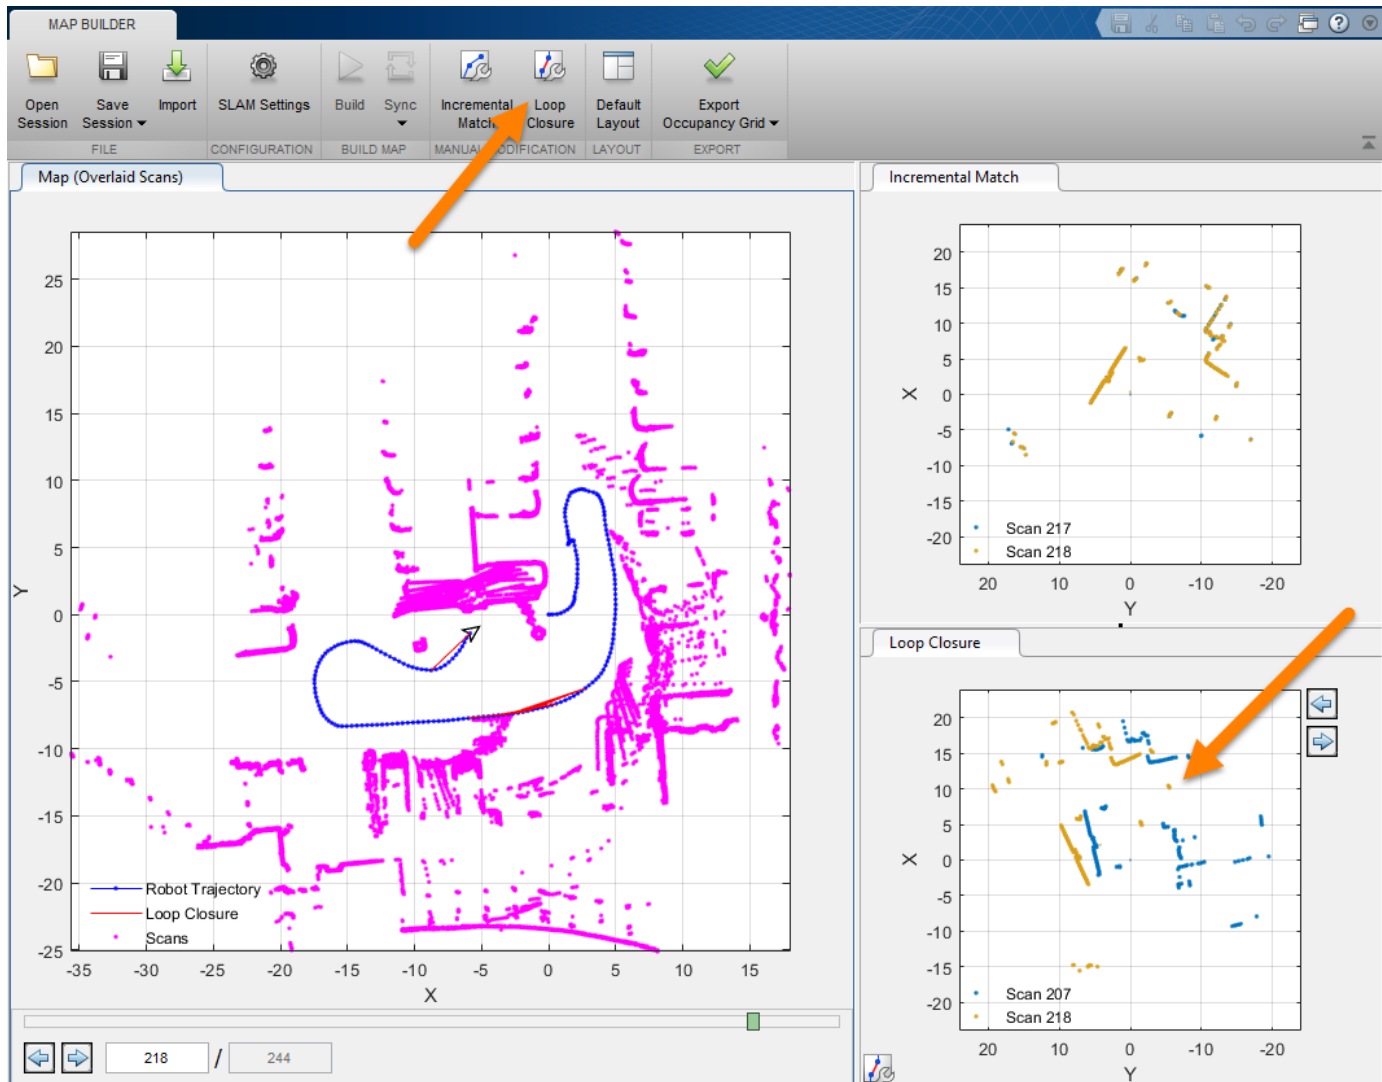 MAP BUILDER
Open Session
Save Session
Import
SLAM Settings
Build
Sync
Incremental Match
Loop Closure
Default Layout
Export Occupancy Grid
FILE
CONFIGURATION
BUILD MAP
MANUAL MODIFICATION
LAYOUT
EXPORT
Map (Overlaid Scans)
25
20
15
10
5
0
-5
-10
-15
-20
-25
Y
Robot Trajectory
Loop Closure
Scans
-35 -30 -25 -20 -15 -10 -5 0 5 10 15
X
218 / 244
Incremental Match
20
15
10
5
0
-5
-10
-15
-20
X
Scan 217
Scan 218
20 10 0 -10 -20
Y
Loop Closure
20
15
10
5
0
-5
-10
-15
-20
X
Scan 207
Scan 218
20 10 0 -10 -20
Y